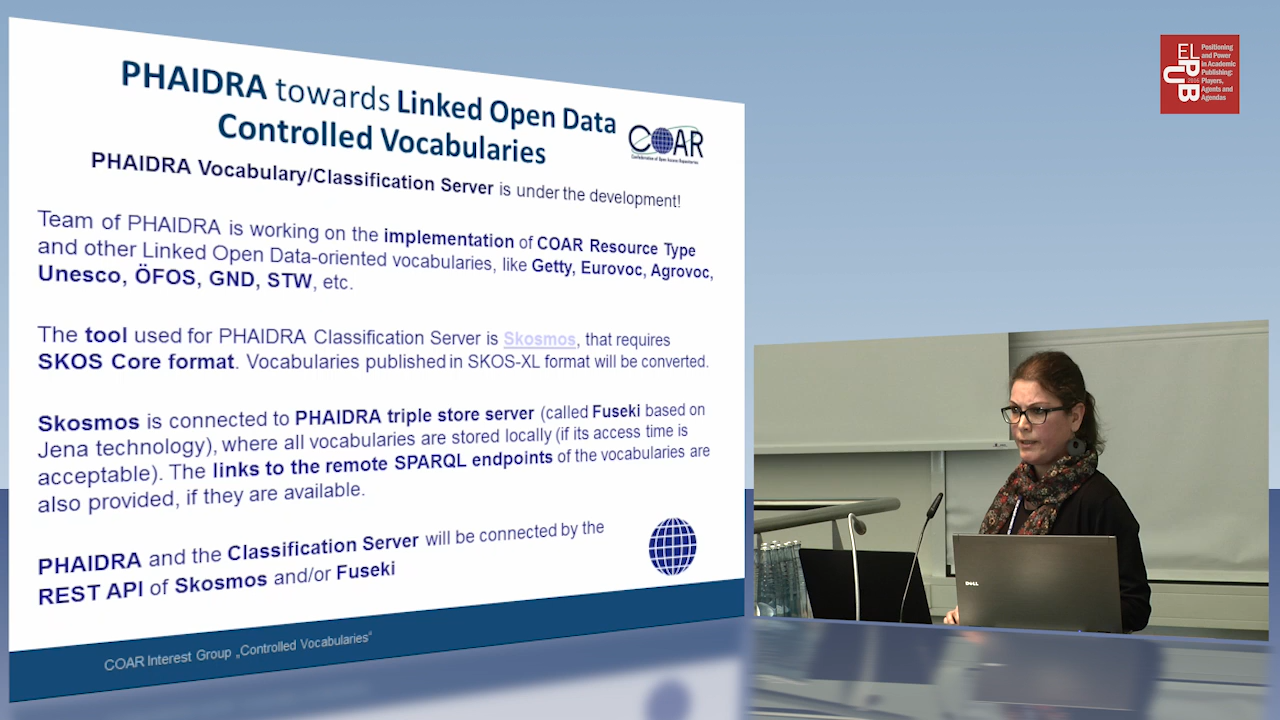 PHAIDRA towards Linked Open Data
Controlled Vocabularies
COAR
Confederation of Open Access Repositories
PHAIDRA Vocabulary/Classification Server is under the development!
Team of PHAIDRA is working on the implementation of COAR Resource Type
and other Linked Open Data-oriented vocabularies, like Getty, Eurovoc, Agrovoc,
Unesco, ÖFOS, GND, STW, etc.
The tool used for PHAIDRA Classification Server is Skosmos, that requires
SKOS Core format. Vocabularies published in SKOS-XL format will be converted.
Skosmos is connected to PHAIDRA triple store server (called Fuseki based on
Jena technology), where all vocabularies are stored locally (if its access time is
acceptable). The links to the remote SPARQL endpoints of the vocabularies are
also provided, if they are available.
PHAIDRA and the Classification Server will be connected by the
REST API of Skosmos and/or Fuseki
COAR Interest Group „Controlled Vocabularies“
ELPUB
2016
Positioning
and Power
in Academic
Publishing:
Players,
Agents and
Agendas
DELL